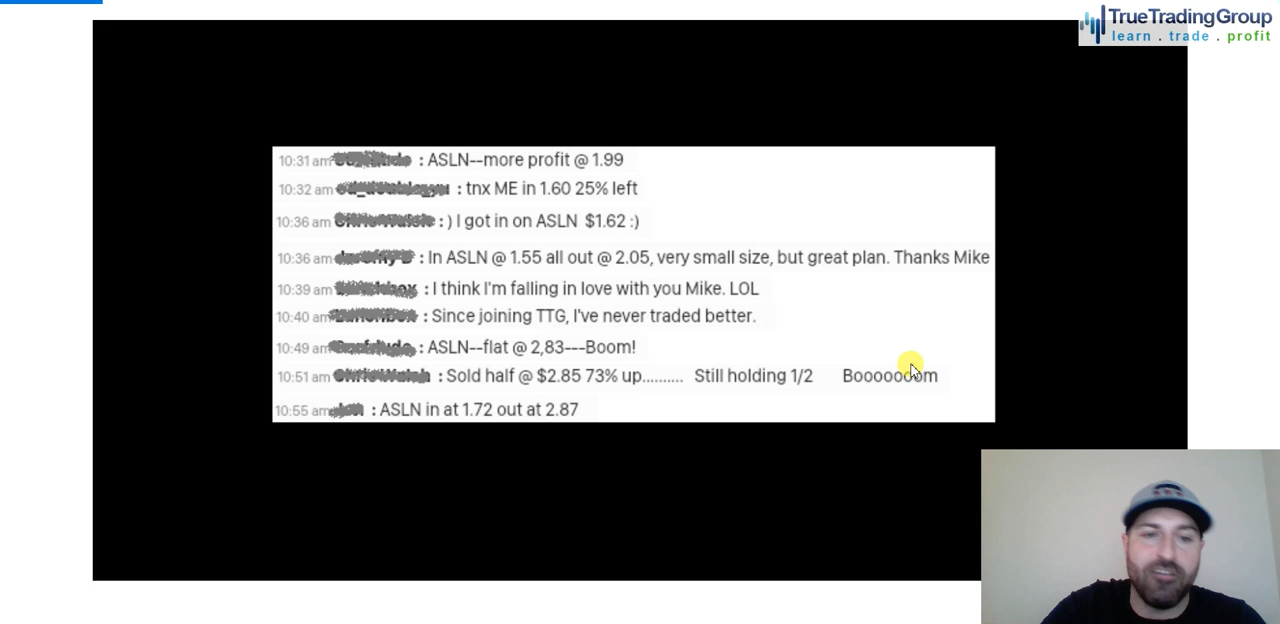 TrueTradingGroup
learn . trade . profit
10:31 am : ASLN--more profit @ 1.99
10:32 am : tnx ME in 1.60 25% left
10:36 am : ) I got in on ASLN $1.62 :)
10:36 am : In ASLN @ 1.55 all out @ 2.05, very small size, but great plan. Thanks Mike
10:39 am : I think I'm falling in love with you Mike. LOL
10:40 am : Since joining TTG, I've never traded better.
10:49 am : ASLN--flat @ 2,83---Boom!
10:51 am : Sold half @ $2.85 73% up.......... Still holding 1/2 Booooooom
10:55 am : ASLN in at 1.72 out at 2.87